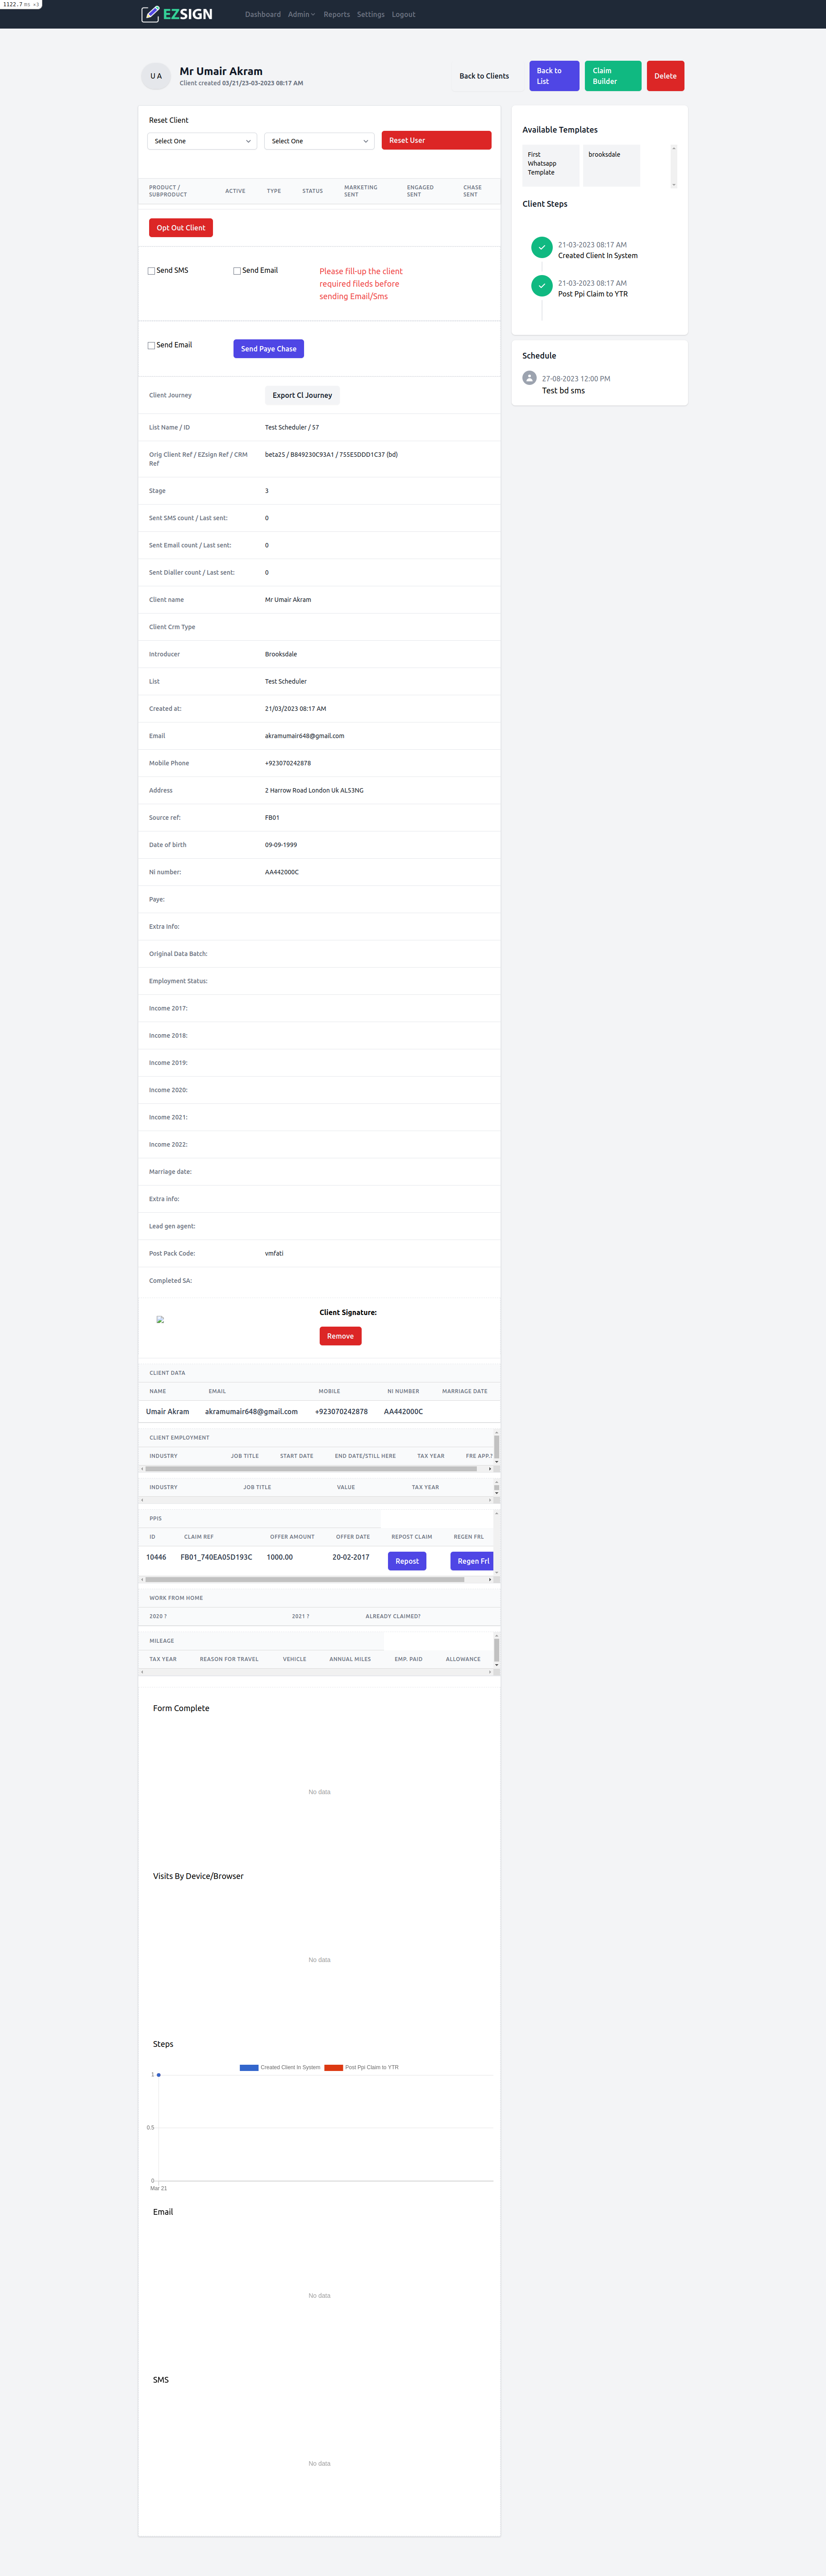 1122.7 ms ×3
EZSIGN
Dashboard Admin Reports Settings Logout
U A
Mr Umair Akram
Client created 03/21/23-03-2023 08:17 AM
Back to Clients
Back to List
Claim Builder
Delete
Reset Client
Select One
Select One
Reset User
PRODUCT / SUBPRODUCT ACTIVE TYPE STATUS MARKETING SENT ENGAGED SENT CHASE SENT
Opt Out Client
Send SMS
Send Email
Please fill-up the client
required fileds before
sending Email/Sms
Send Email
Send Paye Chase
Client Journey
Export Cl Journey
List Name / ID Test Scheduler / 57
Orig Client Ref / EZsign Ref / CRM Ref beta25 / B849230C93A1 / 755E5DDD1C37 (bd)
Stage 3
Sent SMS count / Last sent: 0
Sent Email count / Last sent: 0
Sent Dialler count / Last sent: 0
Client name Mr Umair Akram
Client Crm Type
Introducer Brooksdale
List Test Scheduler
Created at: 21/03/2023 08:17 AM
Email akramumair648@gmail.com
Mobile Phone +923070242878
Address 2 Harrow Road London Uk AL53NG
Source ref: FB01
Date of birth 09-09-1999
Ni number: AA442000C
Paye:
Extra Info:
Original Data Batch:
Employment Status:
Income 2017:
Income 2018:
Income 2019:
Income 2020:
Income 2021:
Income 2022:
Marriage date:
Extra info:
Lead gen agent:
Post Pack Code: vmfati
Completed SA:
Client Signature:
Remove
CLIENT DATA
NAME EMAIL MOBILE NI NUMBER MARRIAGE DATE
Umair Akram akramumair648@gmail.com +923070242878 AA442000C
CLIENT EMPLOYMENT
INDUSTRY JOB TITLE START DATE END DATE/STILL HERE TAX YEAR FRE APP.?
INDUSTRY JOB TITLE VALUE TAX YEAR
PPIS
ID CLAIM REF OFFER AMOUNT OFFER DATE REPOST CLAIM REGEN FRL
10446 FB01_740EA05D193C 1000.00 20-02-2017 Repost Regen Frl
WORK FROM HOME
2020 ? 2021 ? ALREADY CLAIMED?
MILEAGE
TAX YEAR REASON FOR TRAVEL VEHICLE ANNUAL MILES EMP. PAID ALLOWANCE
Form Complete
No data
Visits By Device/Browser
No data
Steps
Created Client In System Post Ppi Claim to YTR
1
0.5
0
Mar 21
Email
No data
SMS
No data
Available Templates
First
Whatsapp
Template
brooksdale
Client Steps
21-03-2023 08:17 AM
Created Client In System
21-03-2023 08:17 AM
Post Ppi Claim to YTR
Schedule
27-08-2023 12:00 PM
Test bd sms